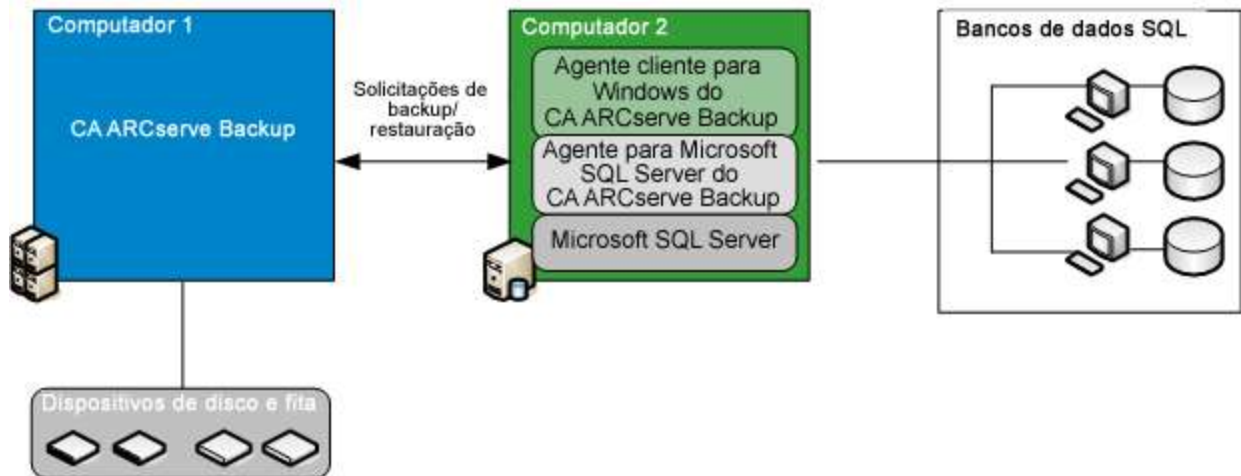 Computador 1
CA ARCserve Backup
Solicitações de
backup/
restauração
Computador 2
Agente cliente para
Windows do
CA ARCserve Backup
Agente para Microsoft
SQL Server do
CA ARCserve Backup
Microsoft SQL Server
Bancos de dados SQL
Dispositivos de disco e fita